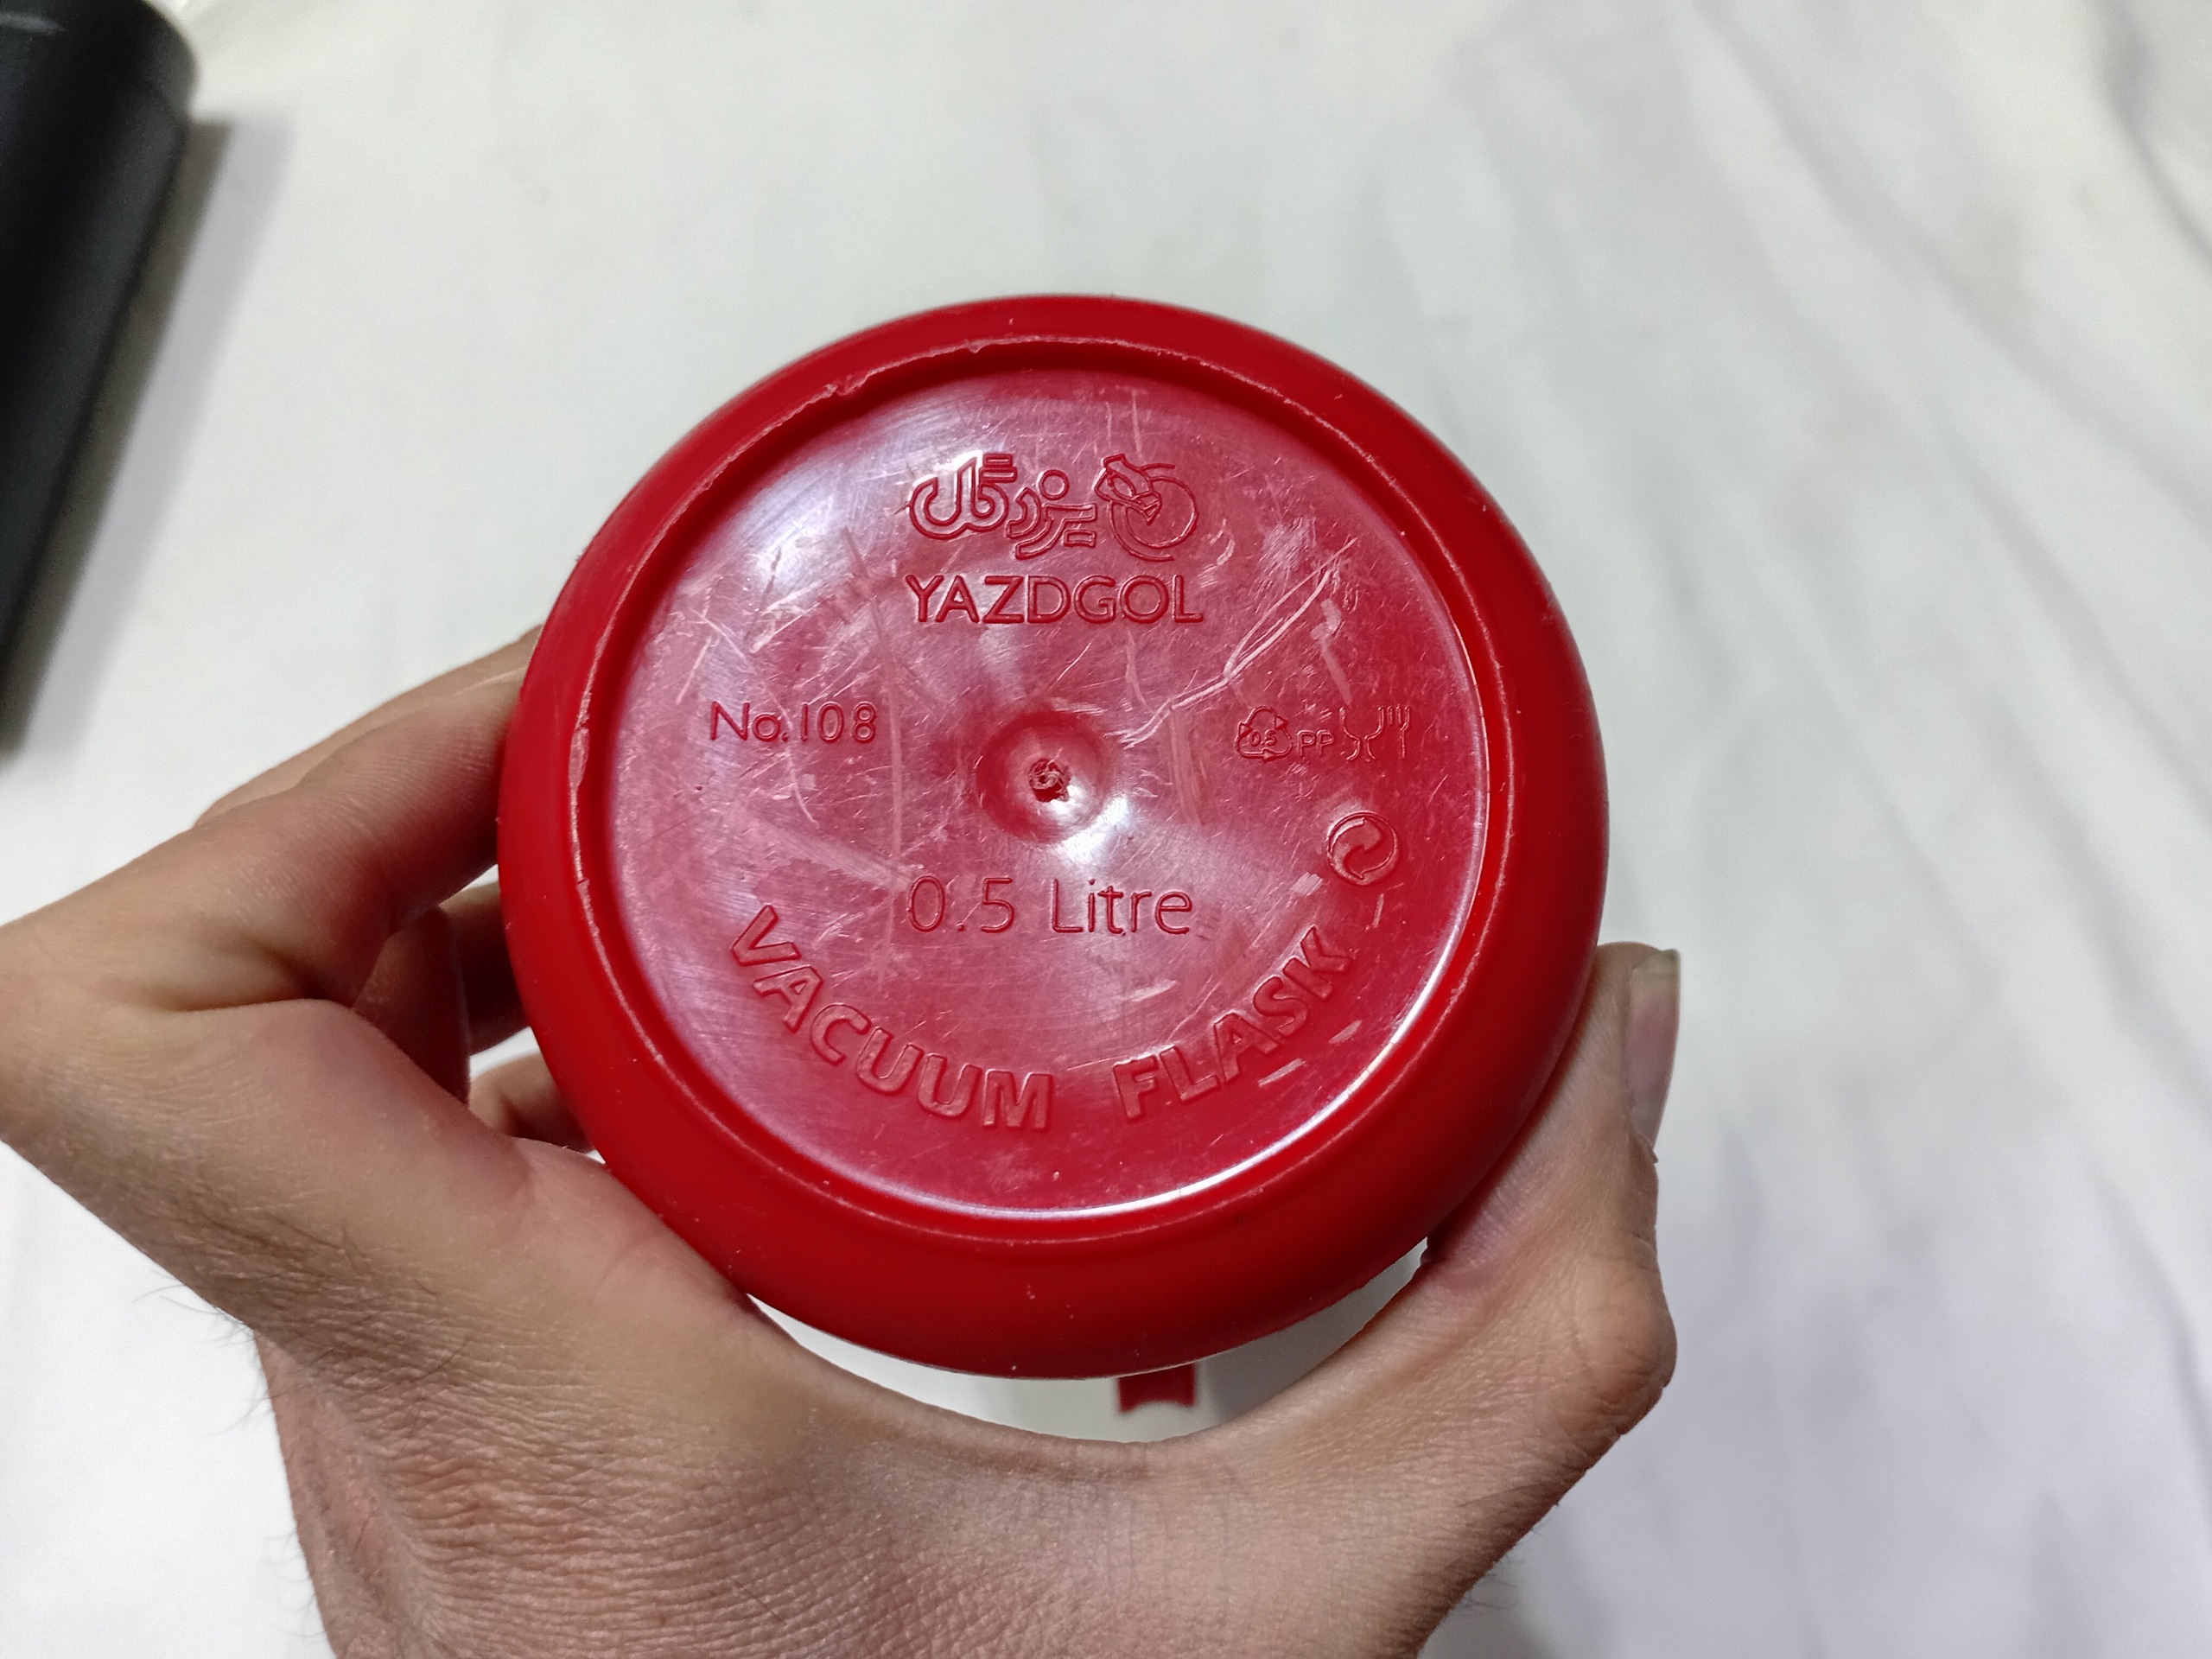 یزدگل
YAZDGOL
No.108
05 PP
0.5 Litre
VACUUM FLASK